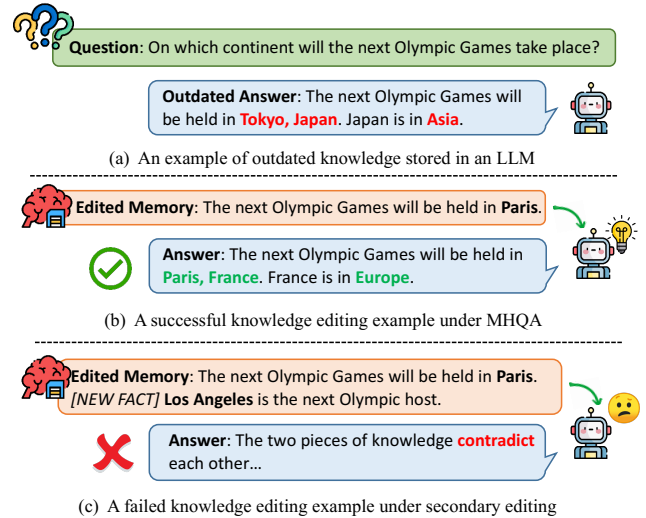 Question: On which continent will the next Olympic Games take place?
Outdated Answer: The next Olympic Games will
be held in Tokyo, Japan. Japan is in Asia.
(a) An example of outdated knowledge stored in an LLM
Edited Memory: The next Olympic Games will be held in Paris.
Answer: The next Olympic Games will be held in
Paris, France. France is in Europe.
(b) A successful knowledge editing example under MHQA
Edited Memory: The next Olympic Games will be held in Paris.
[NEW FACT] Los Angeles is the next Olympic host.
Answer: The two pieces of knowledge contradict
each other...
(c) A failed knowledge editing example under secondary editing